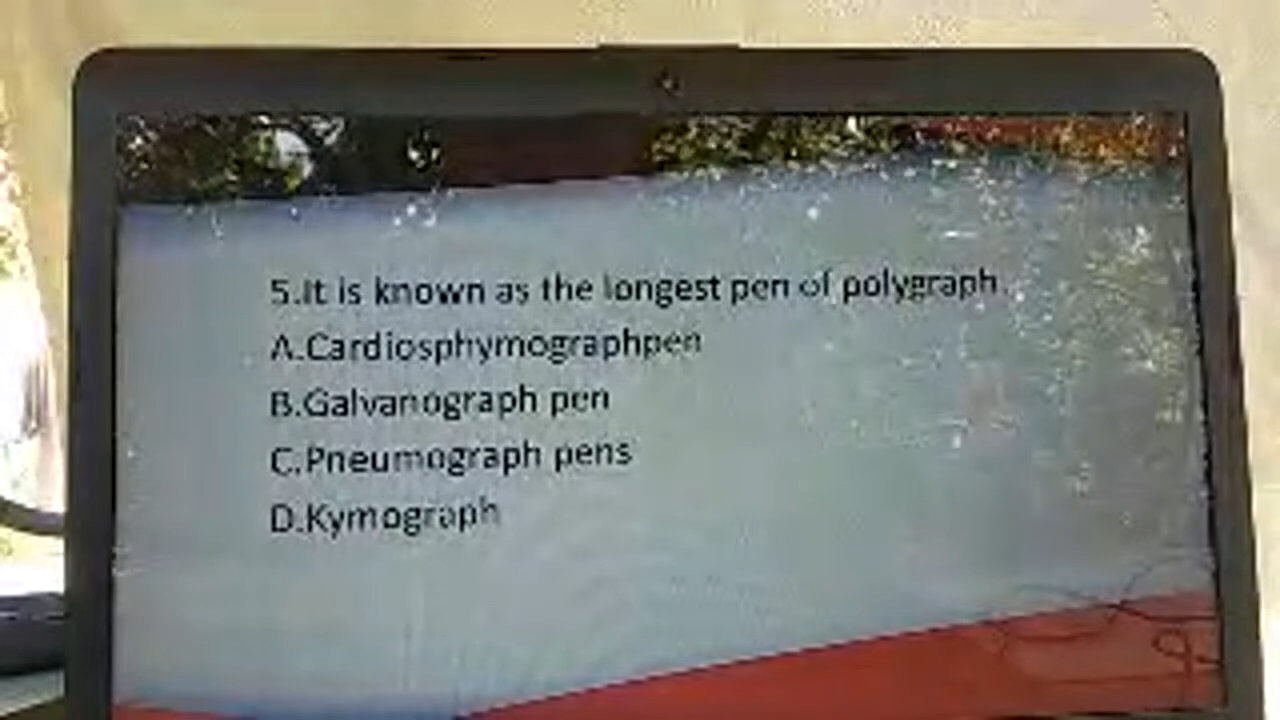 5.It is known as the longest pen of polygraph.
A.Cardiosphymographpen
B.Galvanograph pen
C.Pneumograph pens
D.Kymograph